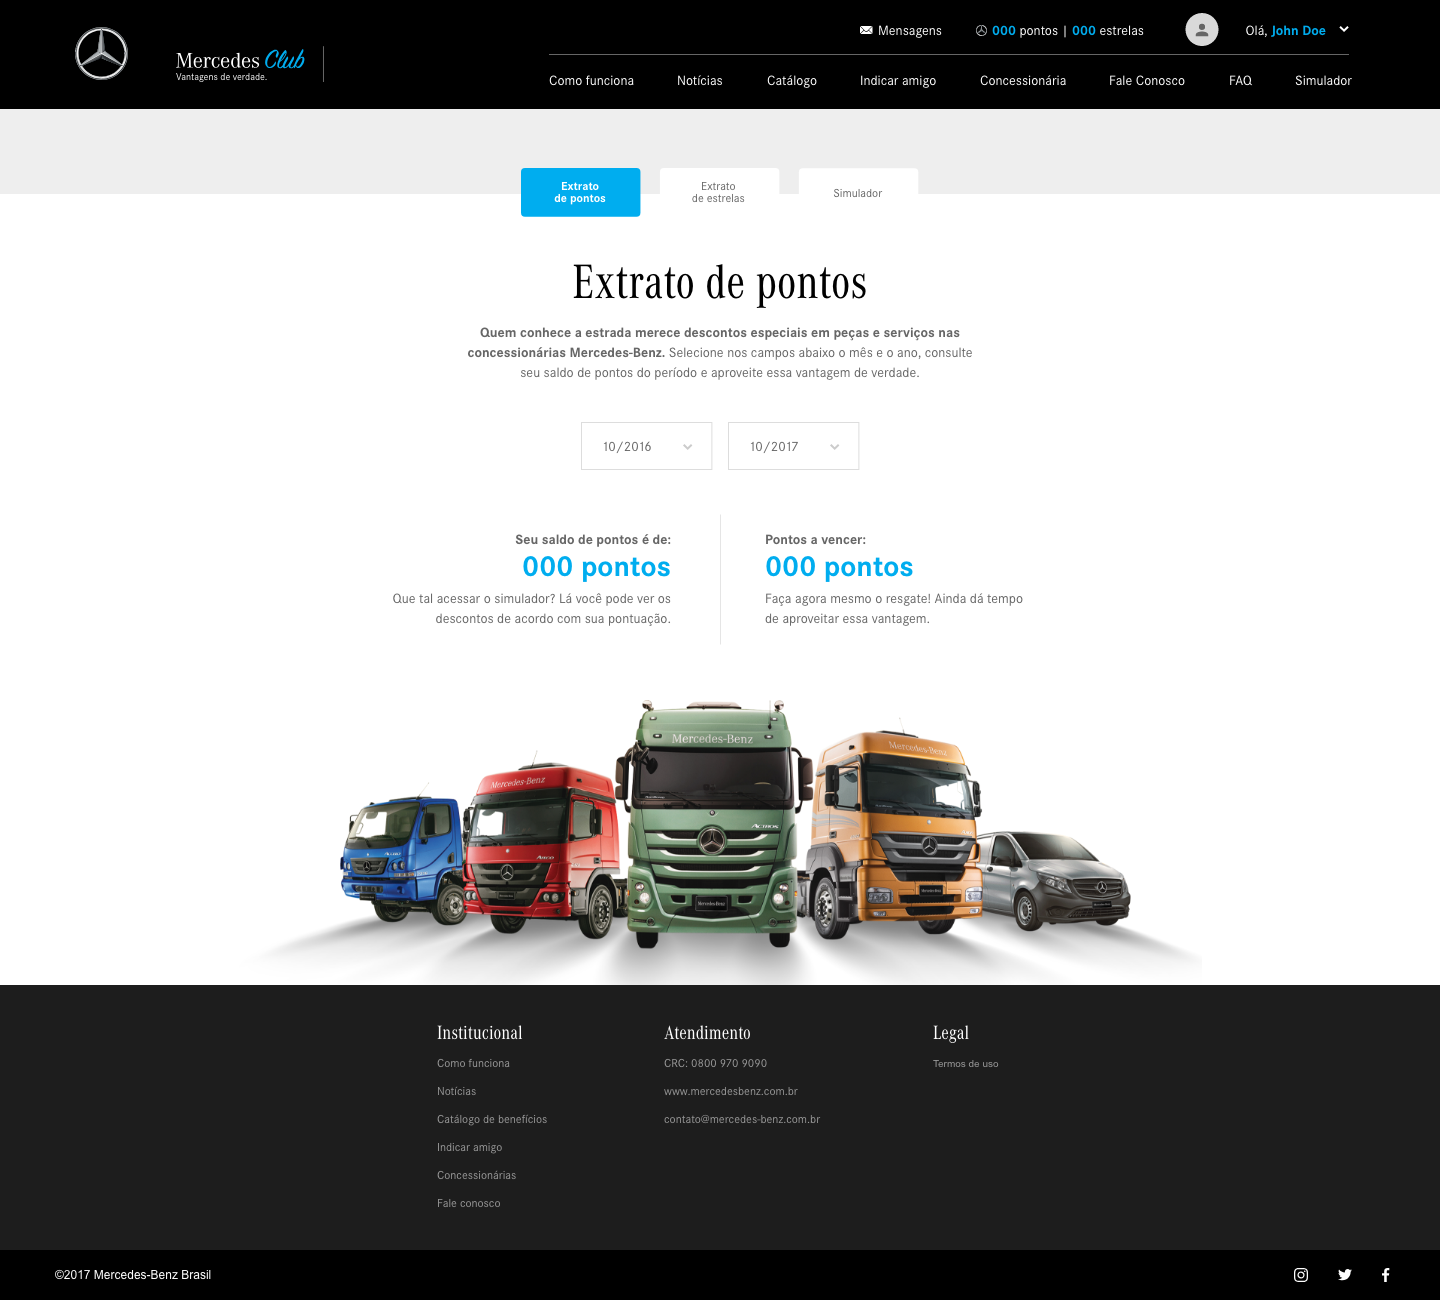 Mensagens
000 pontos | 000 estrelas
Olá, John Doe
Mercedes Club
Vantagens de verdade.
Como funciona
Notícias
Catálogo
Indicar amigo
Concessionária
Fale Conosco
FAQ
Simulador
Extrato
de pontos
Extrato
de estrelas
Simulador
Extrato de pontos
Quem conhece a estrada merece descontos especiais em peças e serviços nas
concessionárias Mercedes-Benz. Selecione nos campos abaixo o mês e o ano, consulte
seu saldo de pontos do período e aproveite essa vantagem de verdade.
10/2016
10/2017
Seu saldo de pontos é de:
000 pontos
Que tal acessar o simulador? Lá você pode ver os
descontos de acordo com sua pontuação.
Pontos a vencer:
000 pontos
Faça agora mesmo o resgate! Ainda dá tempo
de aproveitar essa vantagem.
Mercedes-Benz
Mercedes-Benz
Mercedes-Benz
Actros
Mercedes-Benz
Institucional
Como funciona
Notícias
Catálogo de benefícios
Indicar amigo
Concessionárias
Fale conosco
Atendimento
CRC: 0800 970 9090
www.mercedesbenz.com.br
contato@mercedes-benz.com.br
Legal
Termos de uso
©2017 Mercedes-Benz Brasil